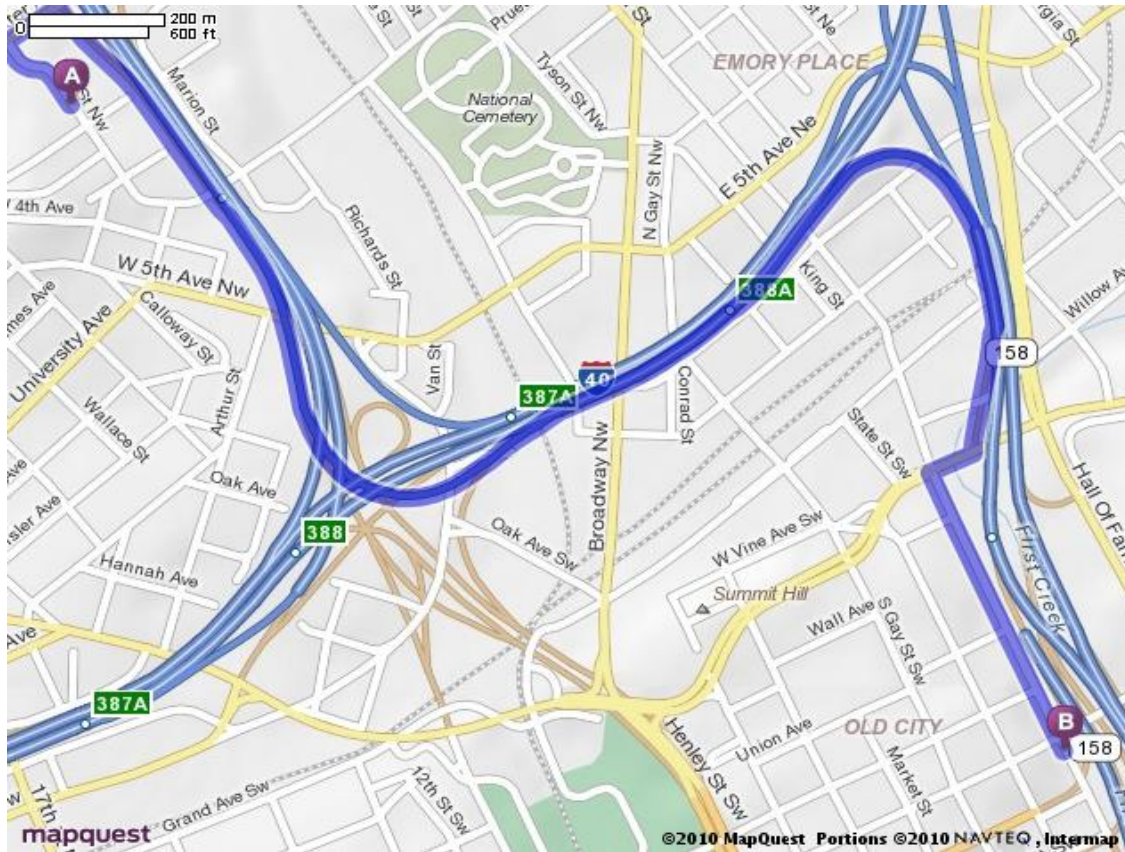 200 m
0
600 ft
A
St NW
Marion St
4th Ave
W 5th Ave Nw
Richards St
National
Cemetery
Tyson St Nw
N Gay St Nw
EMORY PLACE
E 5th Ave Ne
388A
King St
Willow
158
University Ave
Calloway St
Arthur St
Wallace St
Van St
387A
40
Conrad St
State St Sw
Oak Ave
388
Hannah Ave
Oak Ave Sw
Broadway Nw
W Vine Ave Sw
Summit Hill
Wall Ave
S Gay St Sw
First Creek
Hall Of
387A
Ave
OLD CITY
B
158
Union Ave
Market St
Henley St Sw
Grand Ave Sw
12th St Sw
17th
mapquest
©2010 MapQuest Portions ©2010 NAVTEQ, Intermap